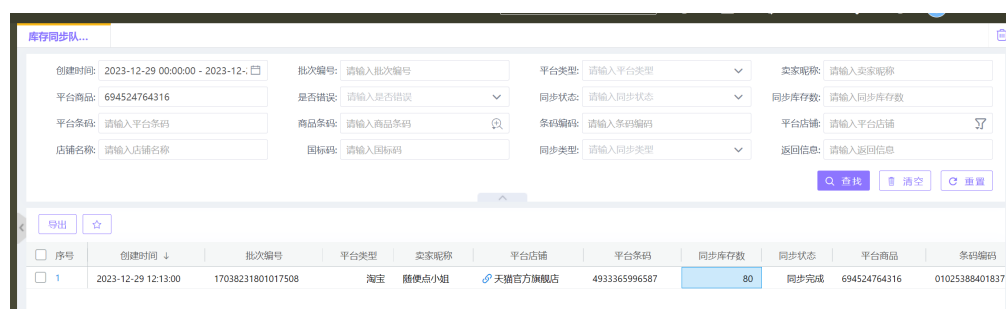 库存同步队...
创建时间: 2023-12-29 00:00:00 - 2023-12-. 批次编号: 请输入批次编号 平台类型: 请输入平台类型 卖家昵称: 请输入卖家昵称
平台商品: 694524764316 是否错误: 请输入是否错误 同步状态: 请输入同步状态 同步库存数: 请输入同步库存数
平台条码: 请输入平台条码 商品条码: 请输入商品条码 条码编码: 请输入条码编码 平台店铺: 请输入平台店铺
店铺名称: 请输入店铺名称 国标码: 请输入国标码 同步类型: 请输入同步类型 返回信息: 请输入返回信息
查找 清空 重置
导出
序号 创建时间 ↓ 批次编号 平台类型 卖家昵称 平台店铺 平台条码 同步库存数 同步状态 平台商品 条码编码
1 2023-12-29 12:13:00 17038231801017508 淘宝 随便点小姐 天猫官方旗舰店 4933365996587 80 同步完成 694524764316 01025388401837